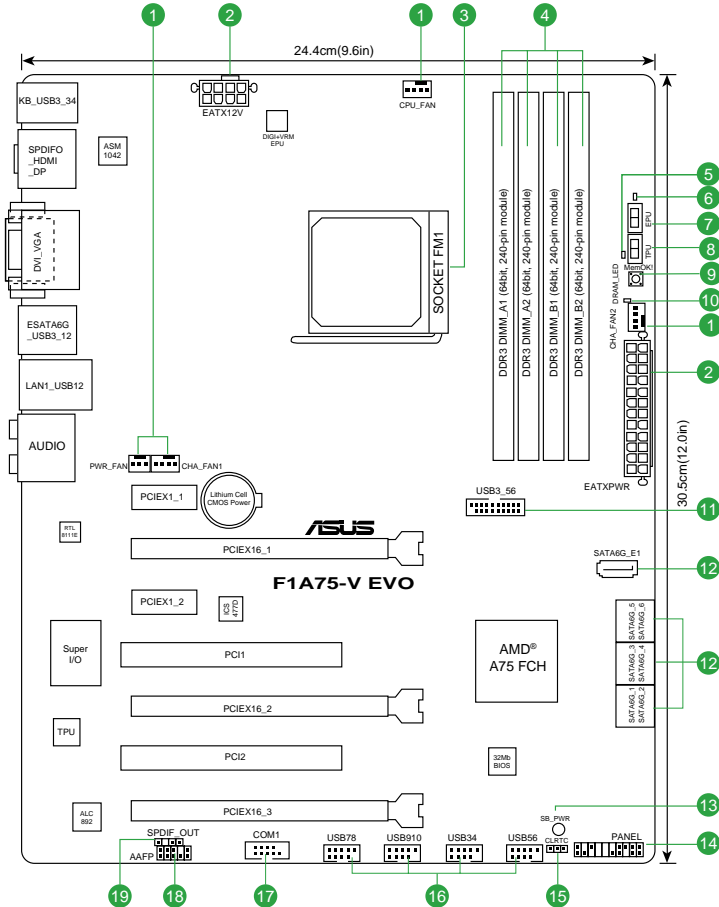 1
2
1
3
4
24.4cm(9.6in)
KB_USB3_34
EATX12V
CPU_FAN
DIGI+VRM
EPU
SPDIFO
_HDMI
_DP
ASM
1042
5
6
EPU
7
DVI_VGA
SOCKET FM1
DDR3 DIMM_A1 (64bit, 240-pin module)
DDR3 DIMM_A2 (64bit, 240-pin module)
DDR3 DIMM_B1 (64bit, 240-pin module)
DDR3 DIMM_B2 (64bit, 240-pin module)
TPU
8
MemOK!
9
DRAM_LED
10
CHA_FAN2
1
ESATA6G
_USB3_12
2
LAN1_USB12
AUDIO
PWR_FAN
CHA_FAN1
EATXPWR
30.5cm(12.0in)
PCIEX1_1
Lithium Cell
CMOS Power
USB3_56
11
RTL
8111E
ASUS
PCIEX16_1
SATA6G_E1
12
F1A75-V EVO
PCIEX1_2
ICS
477D
SATA6G_5
SATA6G_6
Super
I/O
PCI1
AMD®
A75 FCH
SATA6G_3
SATA6G_4
12
SATA6G_1
SATA6G_2
PCIEX16_2
TPU
PCI2
32Mb
BIOS
ALC
892
PCIEX16_3
SB_PWR
13
SPDIF_OUT
COM1
USB78
USB910
USB34
USB56
CLRTC
PANEL
14
AAFP
19
18
17
16
15